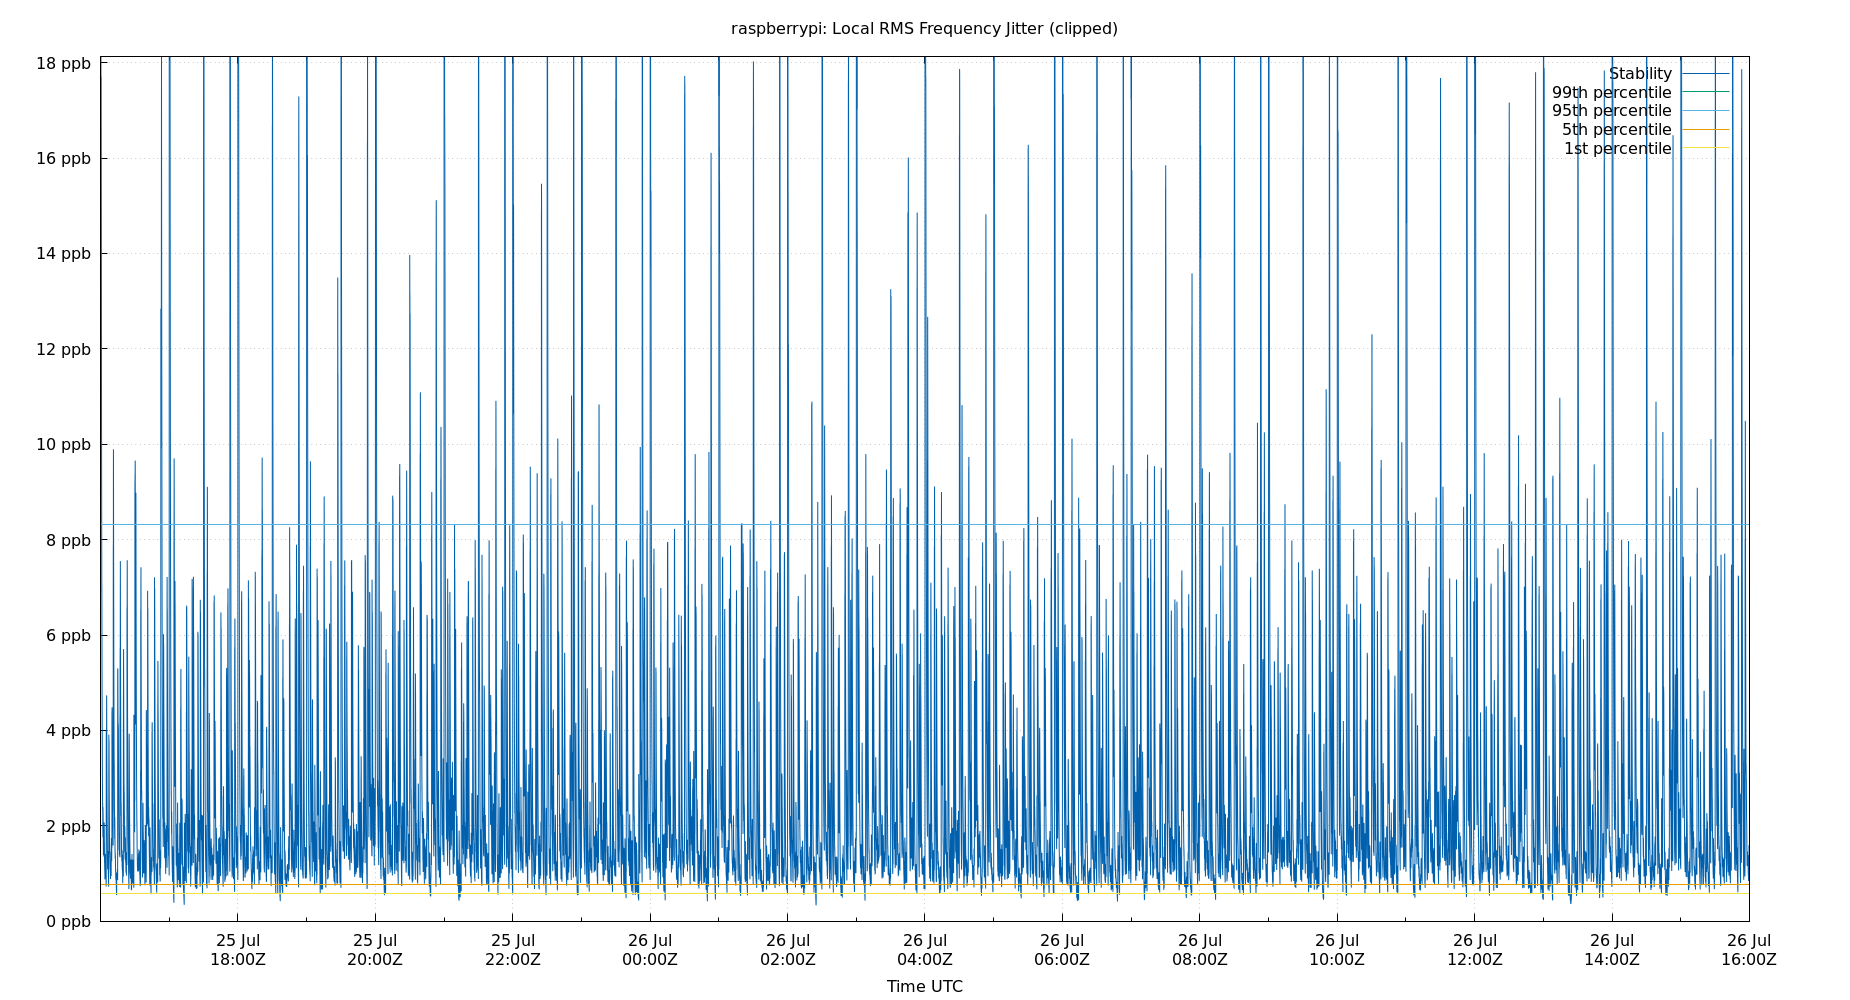 raspberrypi: Local RMS Frequency Jitter (clipped)
18 ppb
16 ppb
14 ppb
12 ppb
10 ppb
8 ppb
6 ppb
4 ppb
2 ppb
0 ppb
Stability
99th percentile
95th percentile
5th percentile
1st percentile
25 Jul
18:00Z
25 Jul
20:00Z
25 Jul
22:00Z
26 Jul
00:00Z
26 Jul
02:00Z
26 Jul
04:00Z
26 Jul
06:00Z
26 Jul
08:00Z
26 Jul
10:00Z
26 Jul
12:00Z
26 Jul
14:00Z
26 Jul
16:00Z
Time UTC